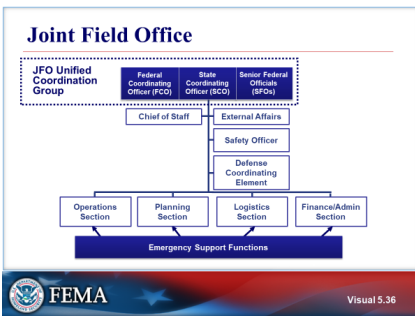 Joint Field Office
JFO Unified
Coordination
Group
Federal
Coordinating
Officer (FCO)
State
Coordinating
Officer (SCO)
Senior Federal
Officials
(SFOs)
Chief of Staff
External Affairs
Safety Officer
Defense
Coordinating
Element
Operations
Section
Planning
Section
Logistics
Section
Finance/Admin
Section
Emergency Support Functions
FEMA
Visual 5.36